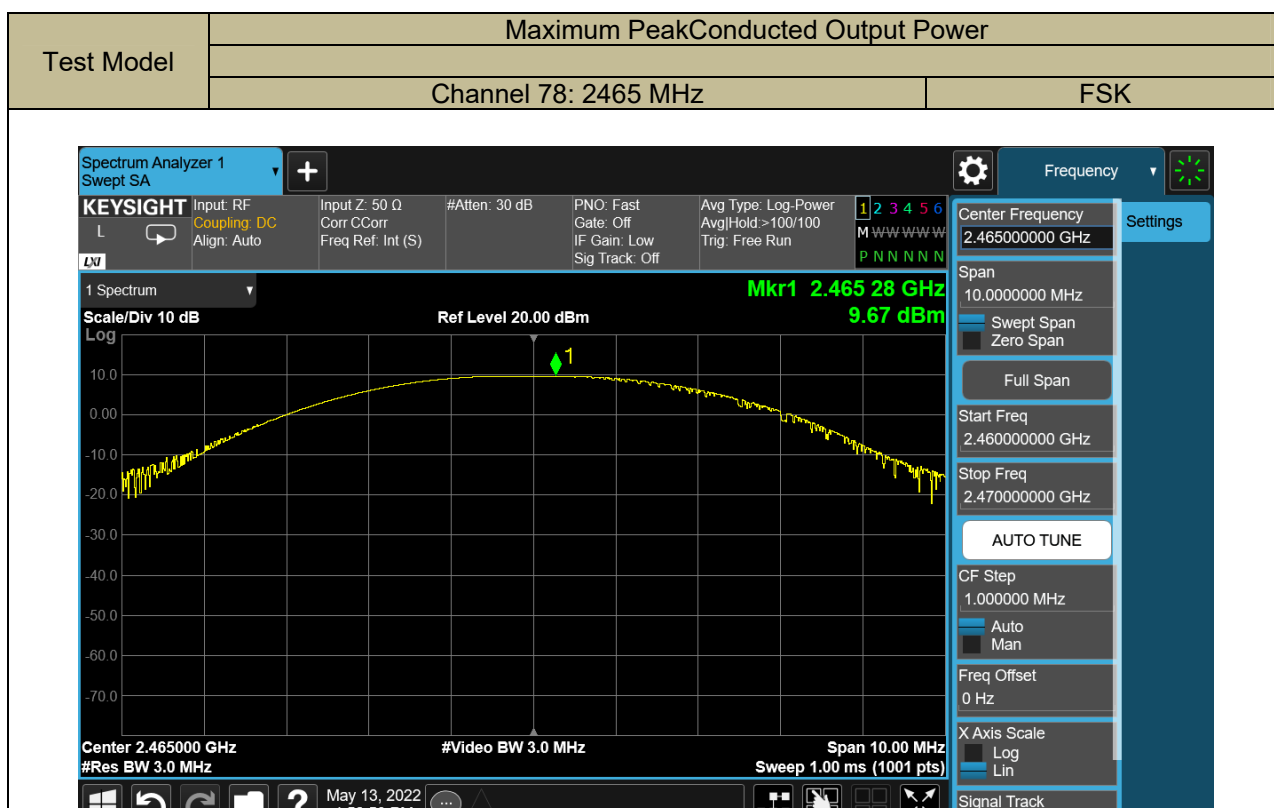 Maximum PeakConducted Output Power
Test Model
Channel 78: 2465 MHz FSK
Spectrum Analyzer 1
Swept SA
+
Frequency
KEYSIGHT
L
LXI
Input: RF
Coupling: DC
Align: Auto
Input Z: 50 Ω
Corr CCorr
Freq Ref: Int (S)
#Atten: 30 dB
PNO: Fast
Gate: Off
IF Gain: Low
Sig Track: Off
Avg Type: Log-Power
Avg|Hold:>100/100
Trig: Free Run
1 2 3 4 5 6
M W W W W W
P N N N N N
1 Spectrum
Scale/Div 10 dB
Log
Ref Level 20.00 dBm
Mkr1 2.465 28 GHz
9.67 dBm
1
10.0
0.00
-10.0
-20.0
-30.0
-40.0
-50.0
-60.0
-70.0
Center 2.465000 GHz
#Video BW 3.0 MHz
Span 10.00 MHz
#Res BW 3.0 MHz
Sweep 1.00 ms (1001 pts)
May 13, 2022
?
Center Frequency
2.465000000 GHz
Settings
Span
10.0000000 MHz
Swept Span
Zero Span
Full Span
Start Freq
2.460000000 GHz
Stop Freq
2.470000000 GHz
AUTO TUNE
CF Step
1.000000 MHz
Auto
Man
Freq Offset
0 Hz
X Axis Scale
Log
Lin
Signal Track